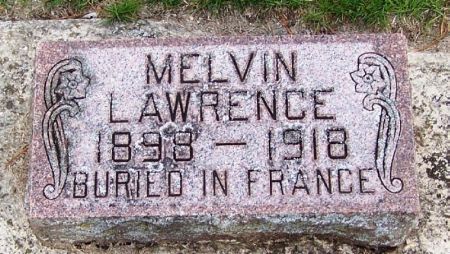 MELVIN
LAWRENCE
1898 — 1918
BURIED IN FRANCE